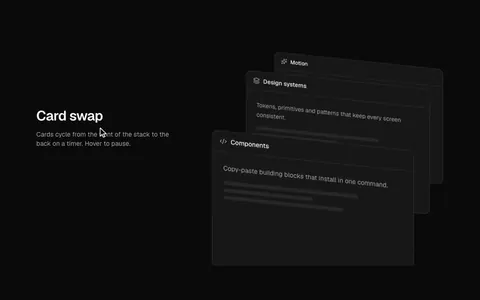 Card swap
Cards cycle from the front of the stack to the
back on a timer. Hover to pause.
Motion
Design systems
Tokens, primitives and patterns that keep every screen
consistent.
Components
Copy-paste building blocks that install in one command.